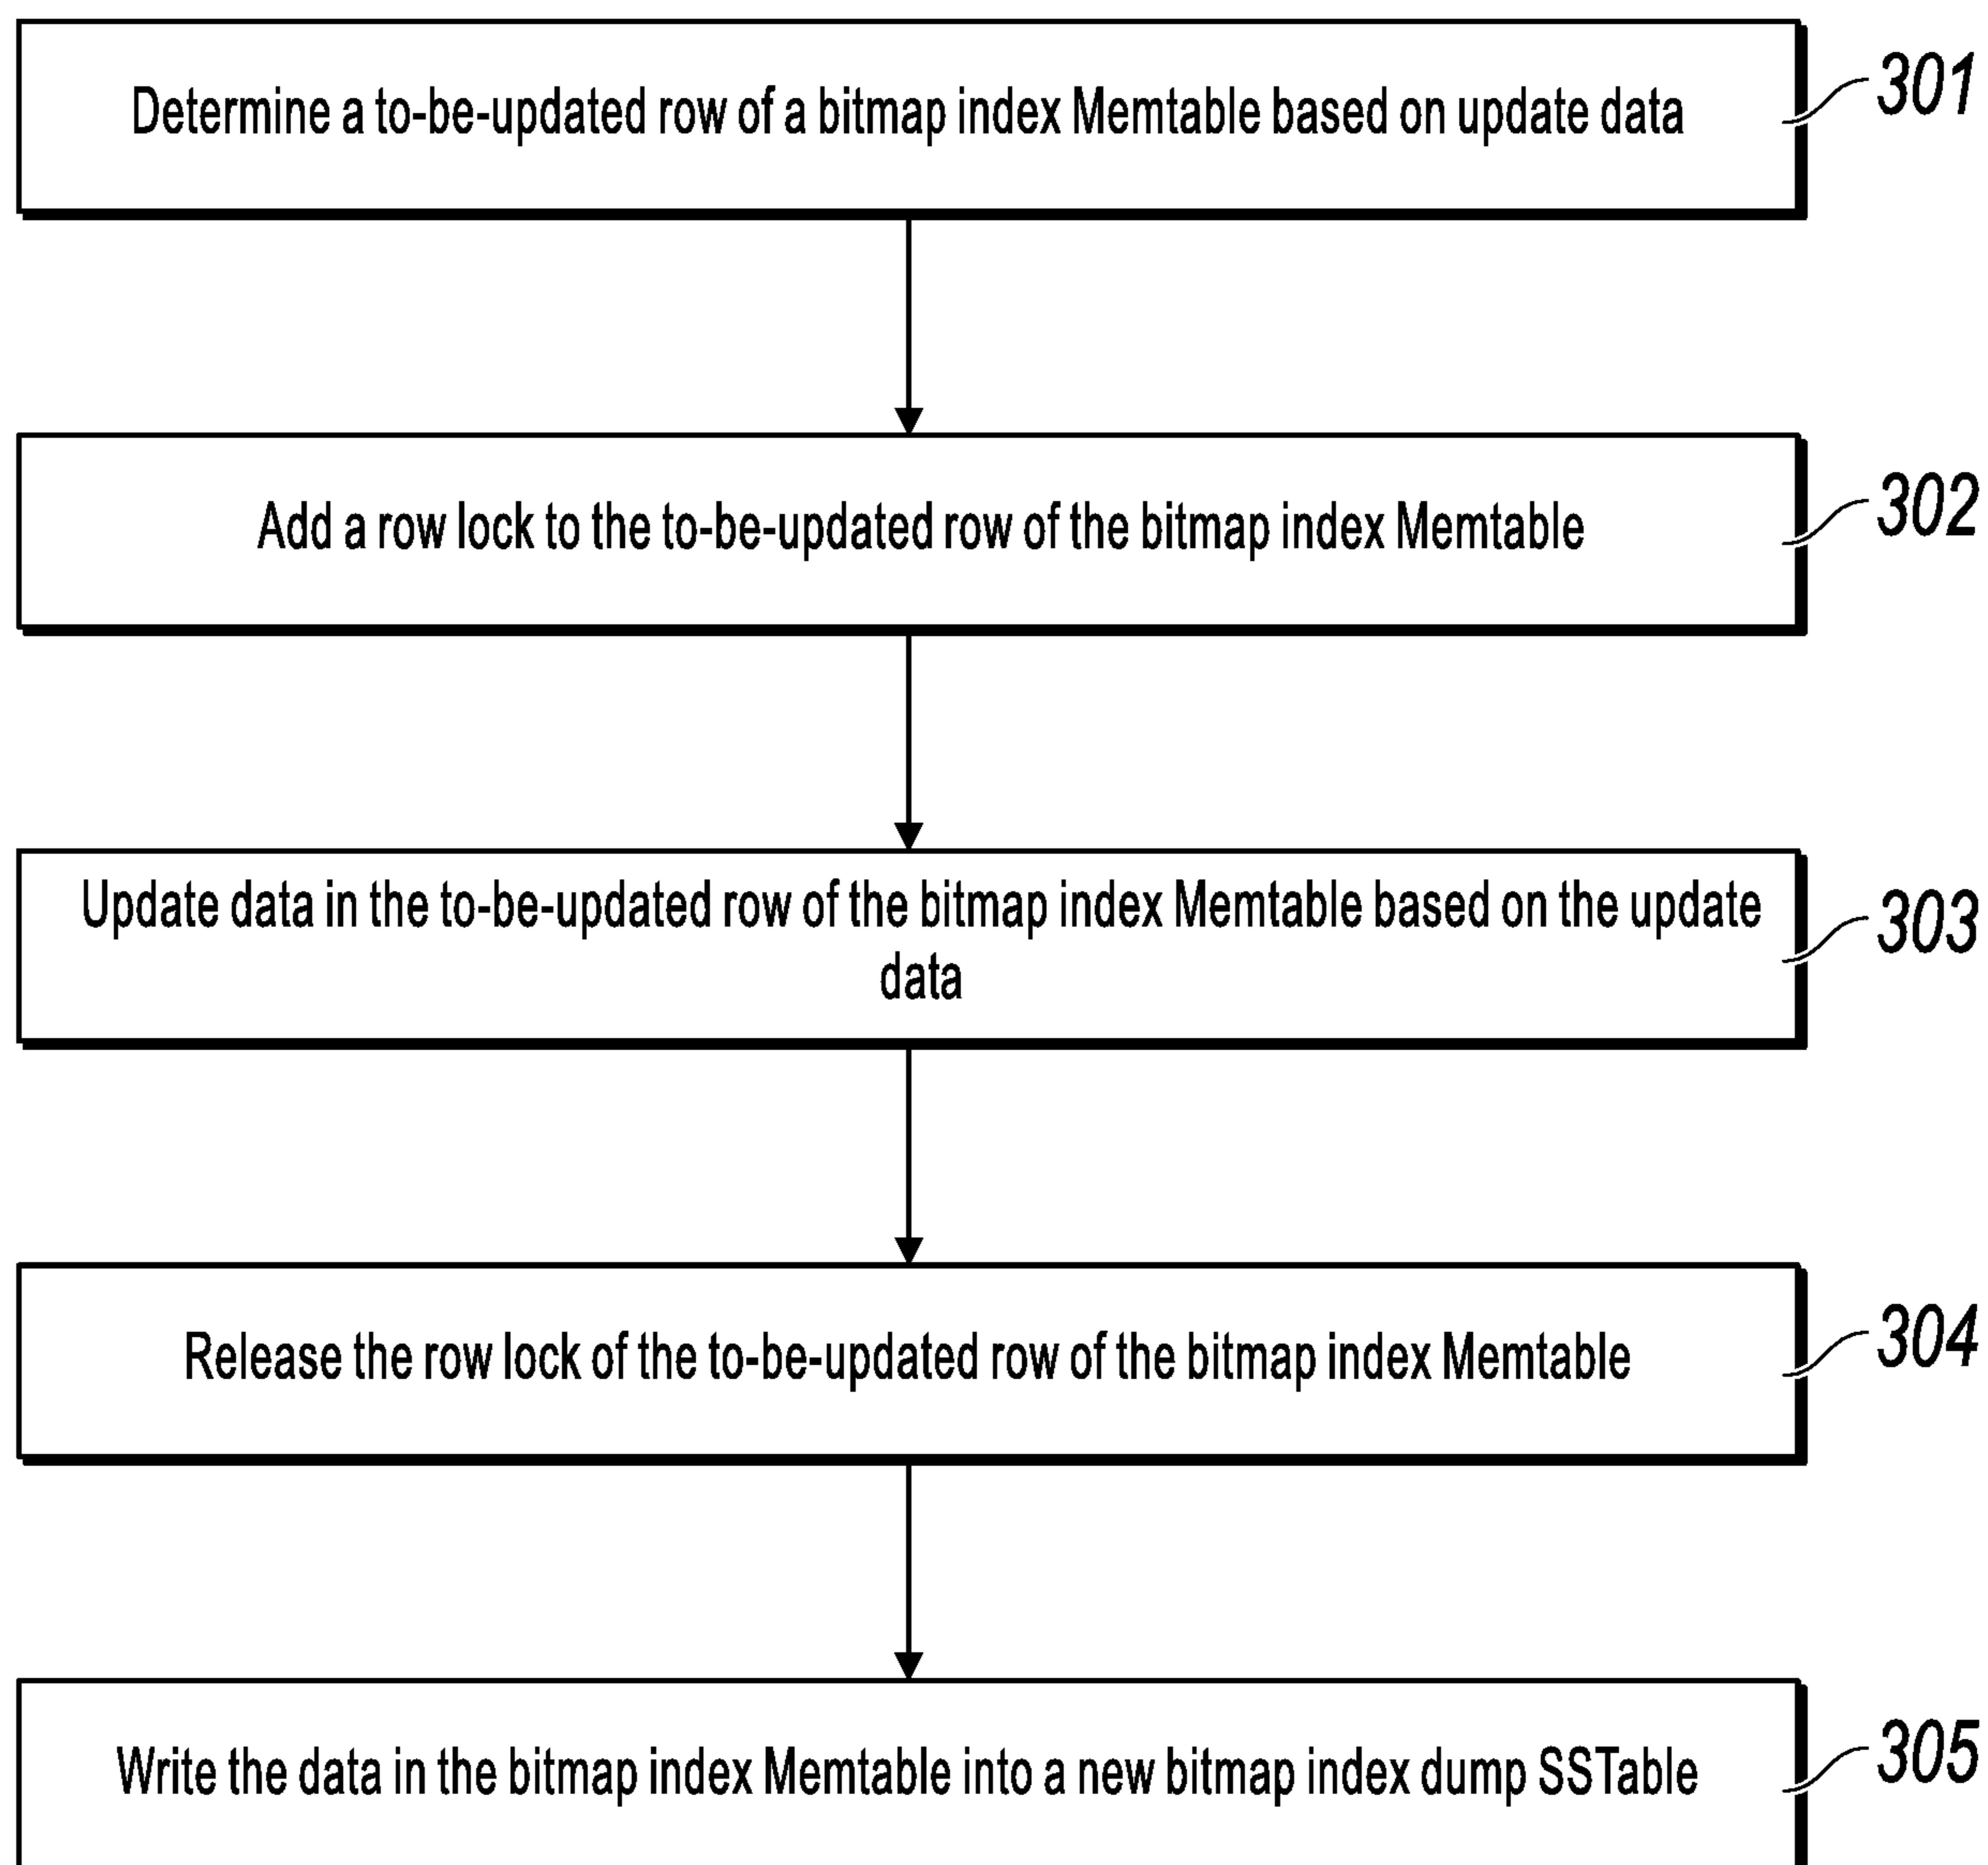 Determine a to-be-updated row of a bitmap index Memtable based on update data
301
Add a row lock to the to-be-updated row of the bitmap index Memtable
302
Update data in the to-be-updated row of the bitmap index Memtable based on the update
data
303
Release the row lock of the to-be-updated row of the bitmap index Memtable
304
Write the data in the bitmap index Memtable into a new bitmap index dump SSTable
305